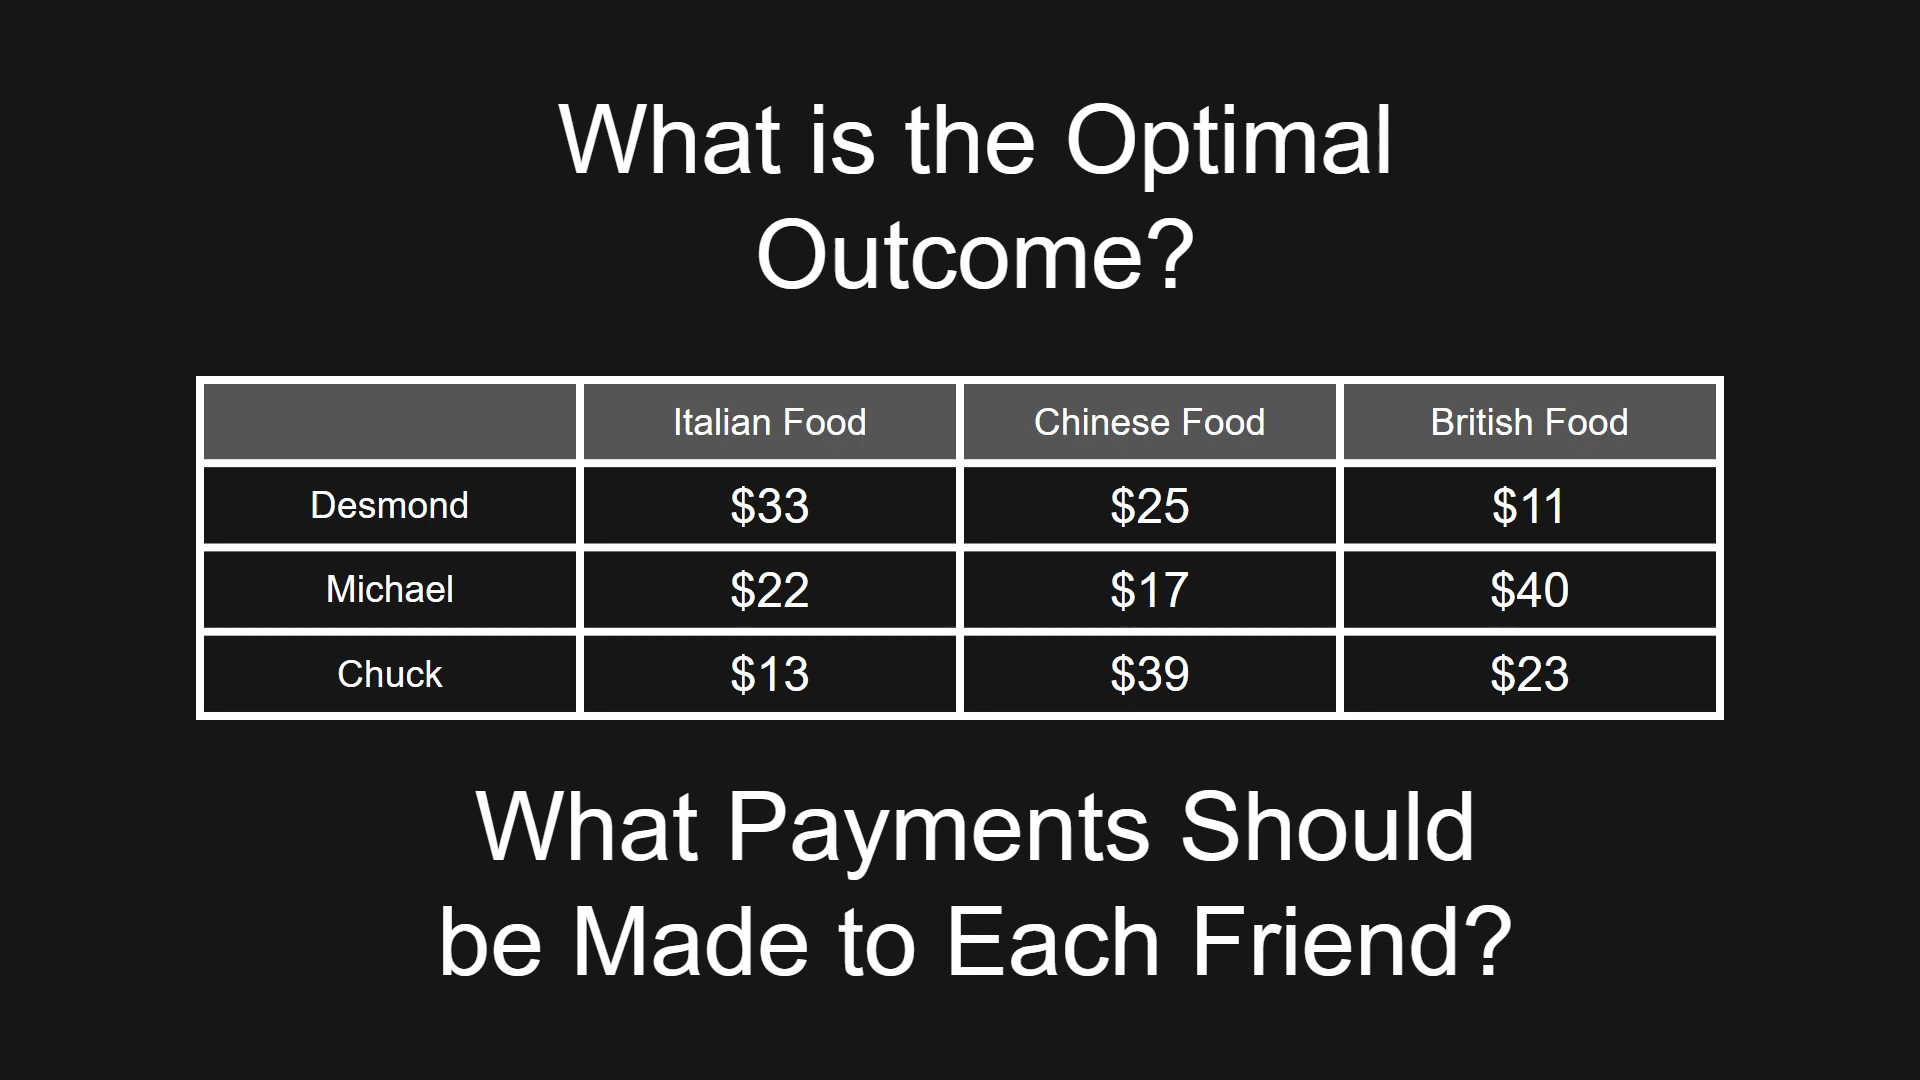 What is the Optimal
Outcome?
Italian Food Chinese Food British Food
Desmond $33 $25 $11
Michael $22 $17 $40
Chuck $13 $39 $23
What Payments Should
be Made to Each Friend?